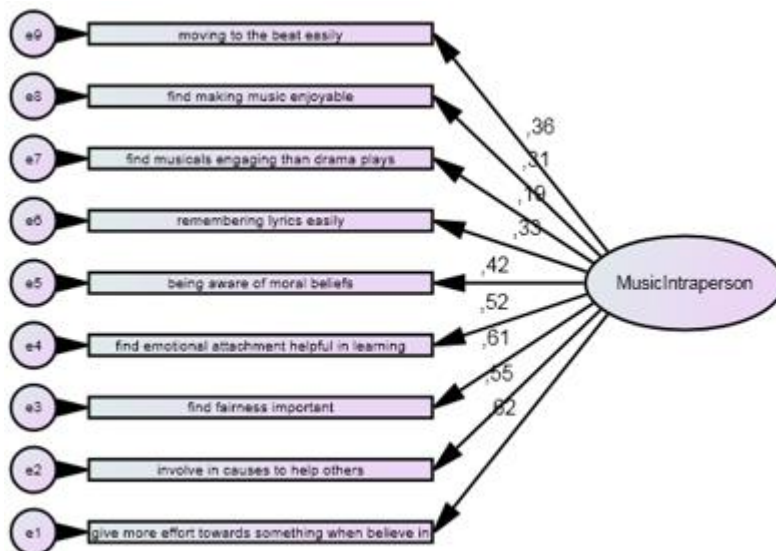 e9
moving to the beat easily
e8
find making music enjoyable
e7
find musicals engaging than drama plays
e6
remembering lyrics easily
e5
being aware of moral beliefs
e4
find emotional attachment helpful in learning
e3
find fairness important
e2
involve in causes to help others
e1
give more effort towards something when believe in
,36
,31
,19
,33
,42
,52
,61
,55
,62
MusicIntraperson